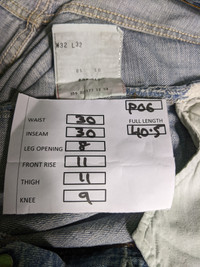 W32 L32
P06
WAIST 30
FULL LENGTH
INSEAM 30
40.5
LEG OPENING 8
FRONT RISE 11
THIGH 11
KNEE 9